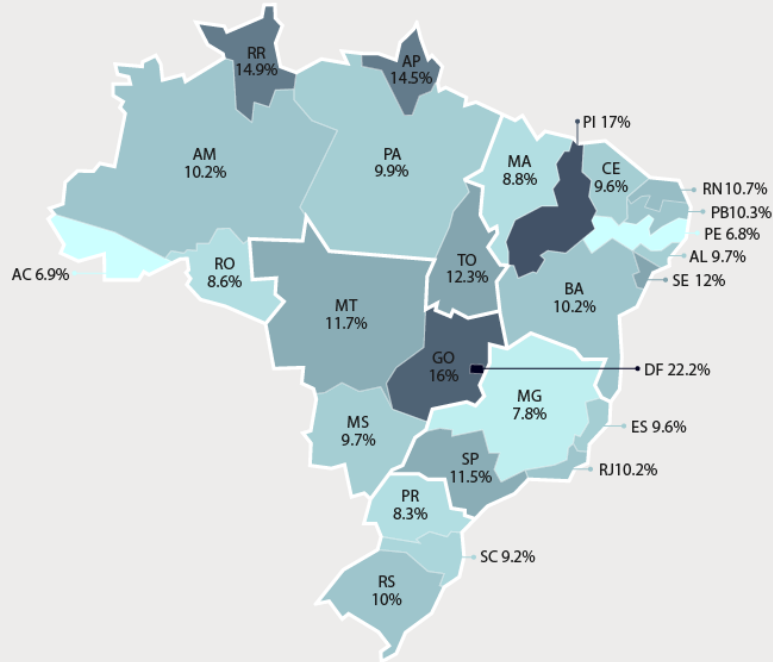 RR
14.9%
AP
14.5%
PI 17%
AM
10.2%
PA
9.9%
MA
8.8%
CE
9.6%
RN10.7%
PB10.3%
PE 6.8%
AL 9.7%
SE 12%
AC 6.9%
RO
8.6%
TO
12.3%
MT
11.7%
BA
10.2%
GO
16%
DF 22.2%
MG
7.8%
MS
9.7%
ES 9.6%
SP
11.5%
RJ10.2%
PR
8.3%
SC 9.2%
RS
10%